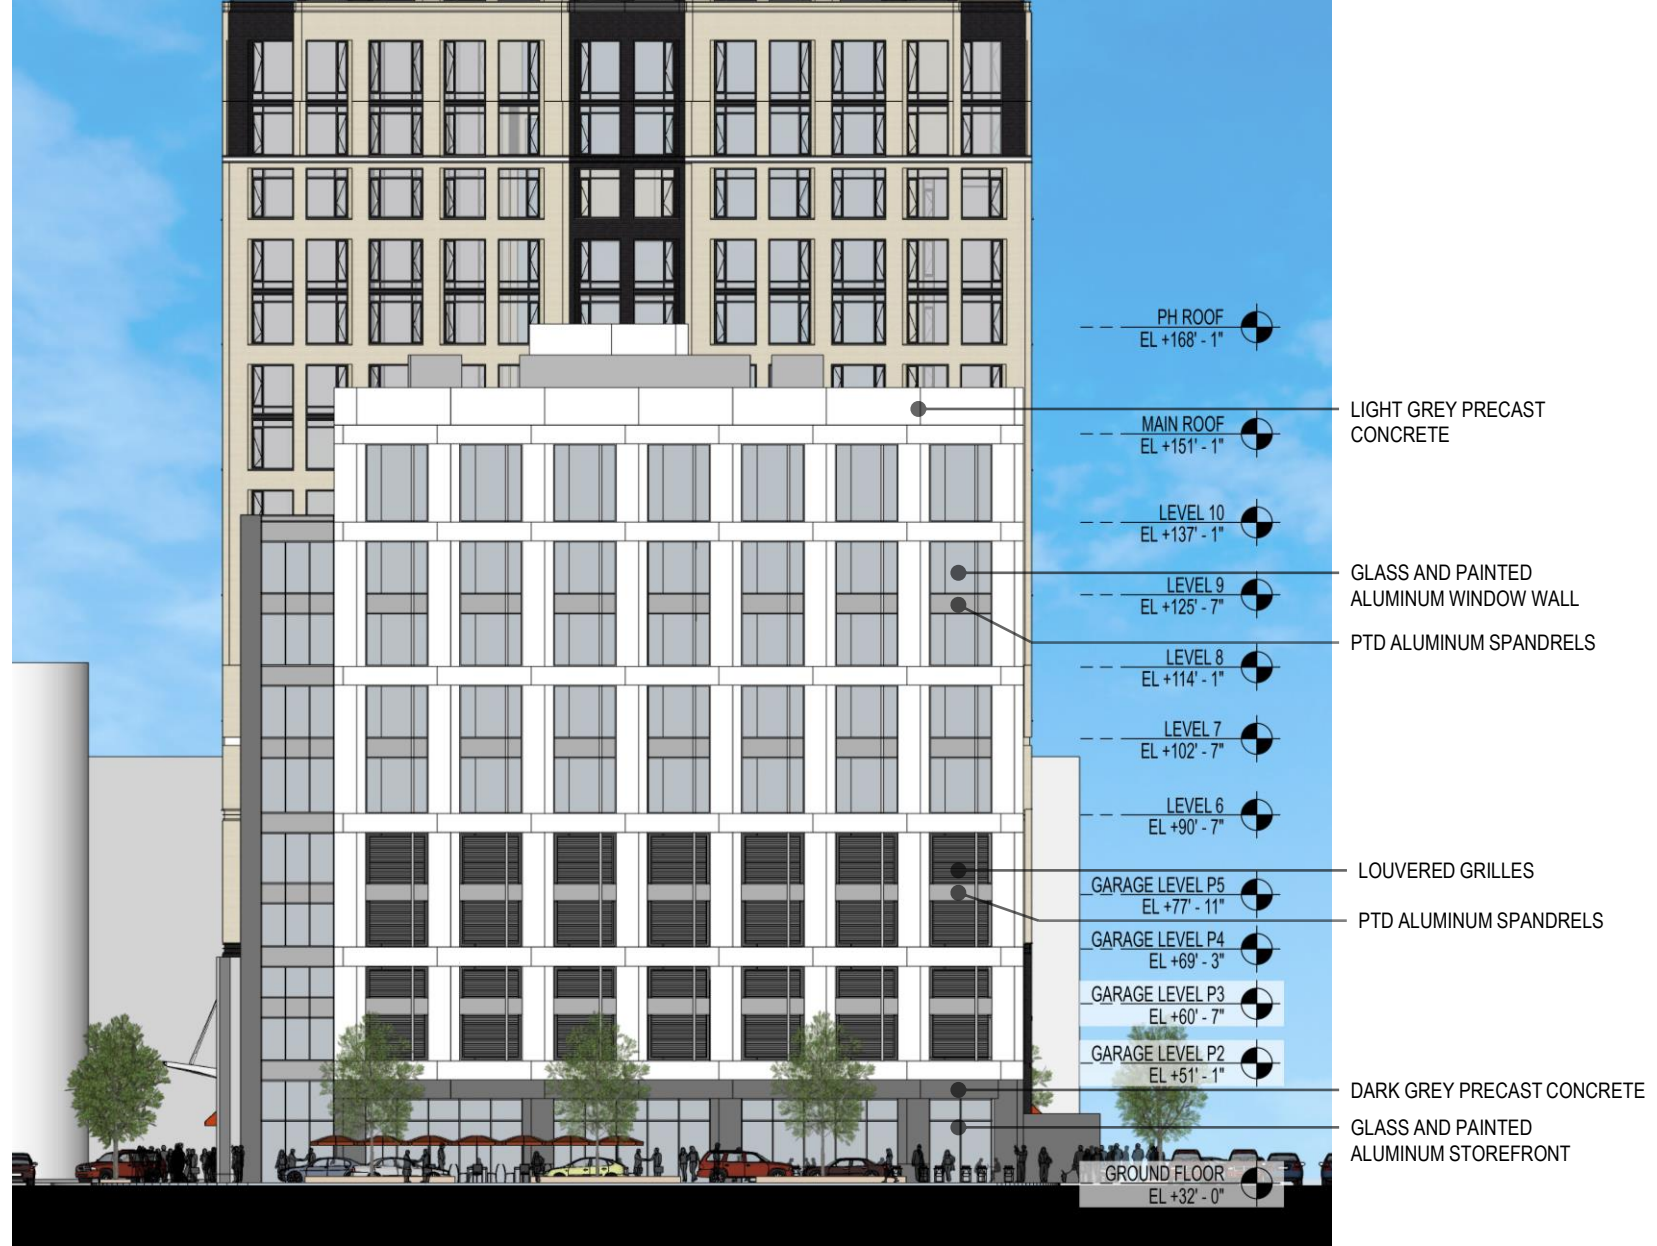 PH ROOF
EL +168' - 1"
LIGHT GREY PRECAST
CONCRETE
MAIN ROOF
EL +151' - 1"
LEVEL 10
EL +137' - 1"
GLASS AND PAINTED
ALUMINUM WINDOW WALL
LEVEL 9
EL +125' - 7"
PTD ALUMINUM SPANDRELS
LEVEL 8
EL +114' - 1"
LEVEL 7
EL +102' - 7"
LEVEL 6
EL +90' - 7"
LOUVERED GRILLES
GARAGE LEVEL P5
EL +77' - 11"
PTD ALUMINUM SPANDRELS
GARAGE LEVEL P4
EL +69' - 3"
GARAGE LEVEL P3
EL +60' - 7"
GARAGE LEVEL P2
EL +51' - 1"
DARK GREY PRECAST CONCRETE
GLASS AND PAINTED
ALUMINUM STOREFRONT
GROUND FLOOR
EL +32' - 0"